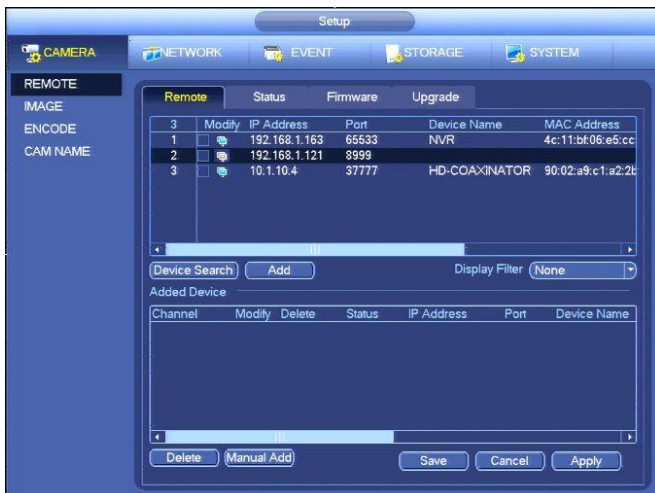 Setup
CAMERA NETWORK EVENT STORAGE SYSTEM
REMOTE
IMAGE
ENCODE
CAM NAME
Remote Status Firmware Upgrade
3 Modify IP Address Port Device Name MAC Address
1 192.168.1.163 65533 NVR 4c:11:bf:06:e5:cc
2 192.168.1.121 8999
3 10.1.10.4 37777 HD-COAXINATOR 90:02:a9:c1:a2:2b
Device Search Add Display Filter None
Added Device
Channel Modify Delete Status IP Address Port Device Name
Delete Manual Add Save Cancel Apply